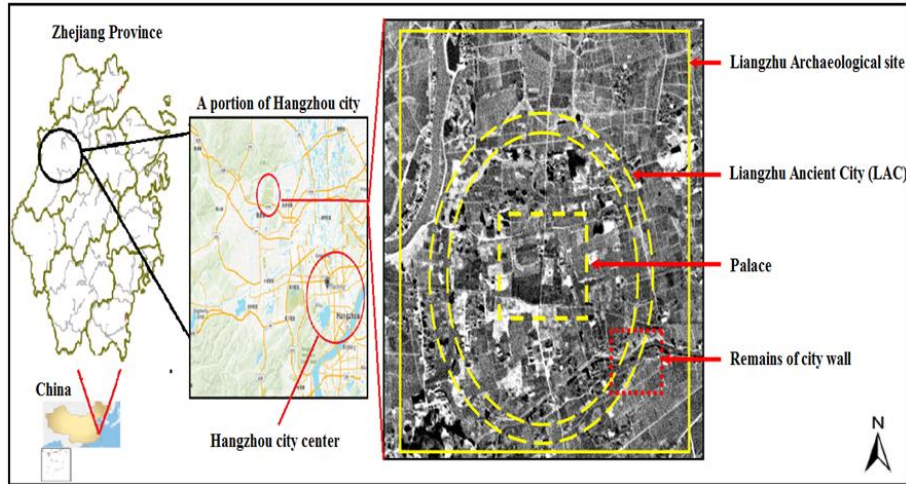 Zhejiang Province
A portion of Hangzhou city
Liangzhu Archaeological site
Liangzhu Ancient City (LAC)
Palace
Remains of city wall
China
Hangzhou city center
N